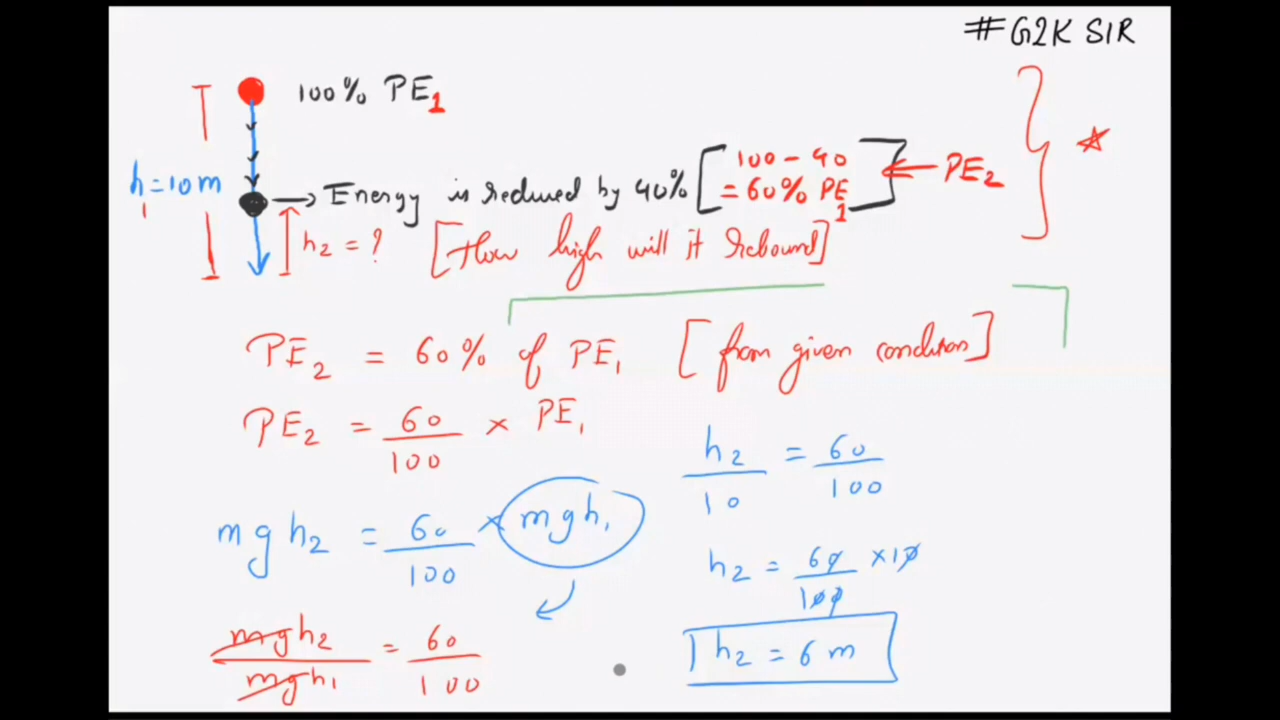 #G2K SIR
100% PE1
h1=10m
→ Energy is reduced by 40% [100-40 = 60% PE1] ← PE2
h2 = ? [How high will it rebound]
PE2 = 60% of PE1 [from given condition]
PE2 = 60/100 × PE1
mgh2 = 60/100 × mgh1
mgh2/mgh1 = 60/100
h2/10 = 60/100
h2 = 60/100 ×10
h2 = 6 m